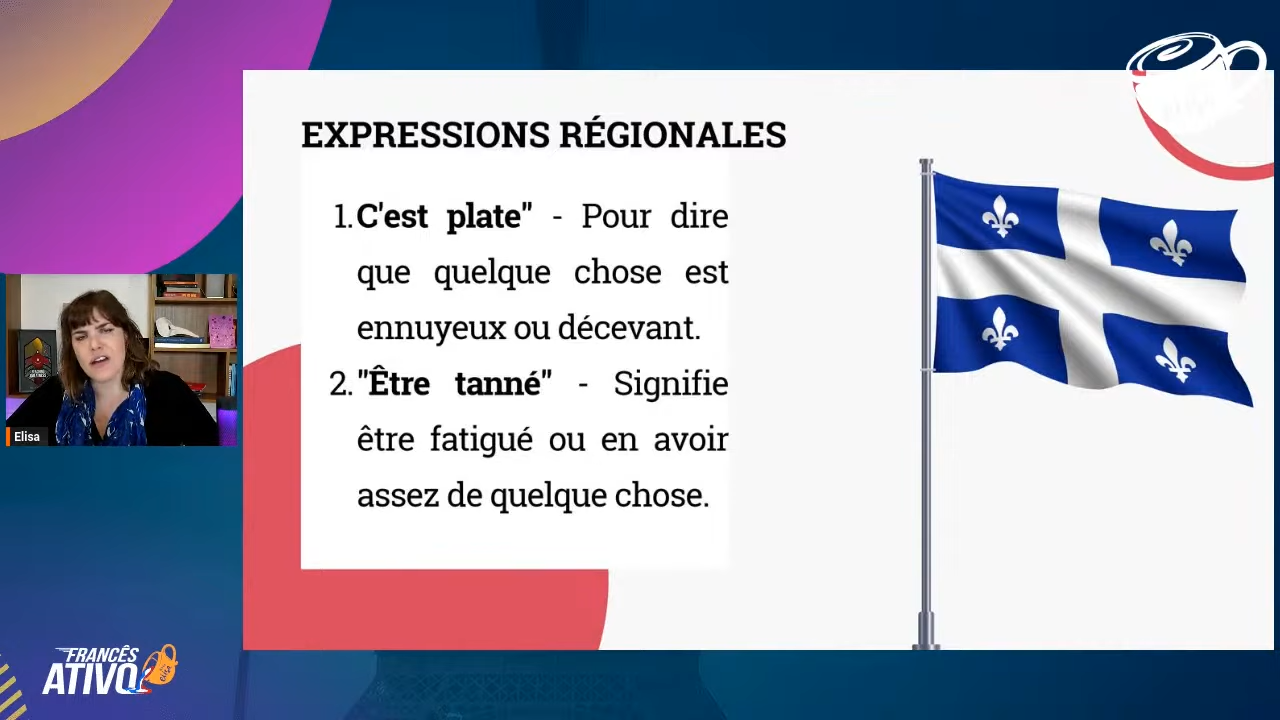 EXPRESSIONS RÉGIONALES
1. C'est plate" - Pour dire
que quelque chose est
ennuyeux ou décevant.
2. "Être tanné" - Signifie
être fatigué ou en avoir
assez de quelque chose.
Elisa
FRANCÊS
ATIVO